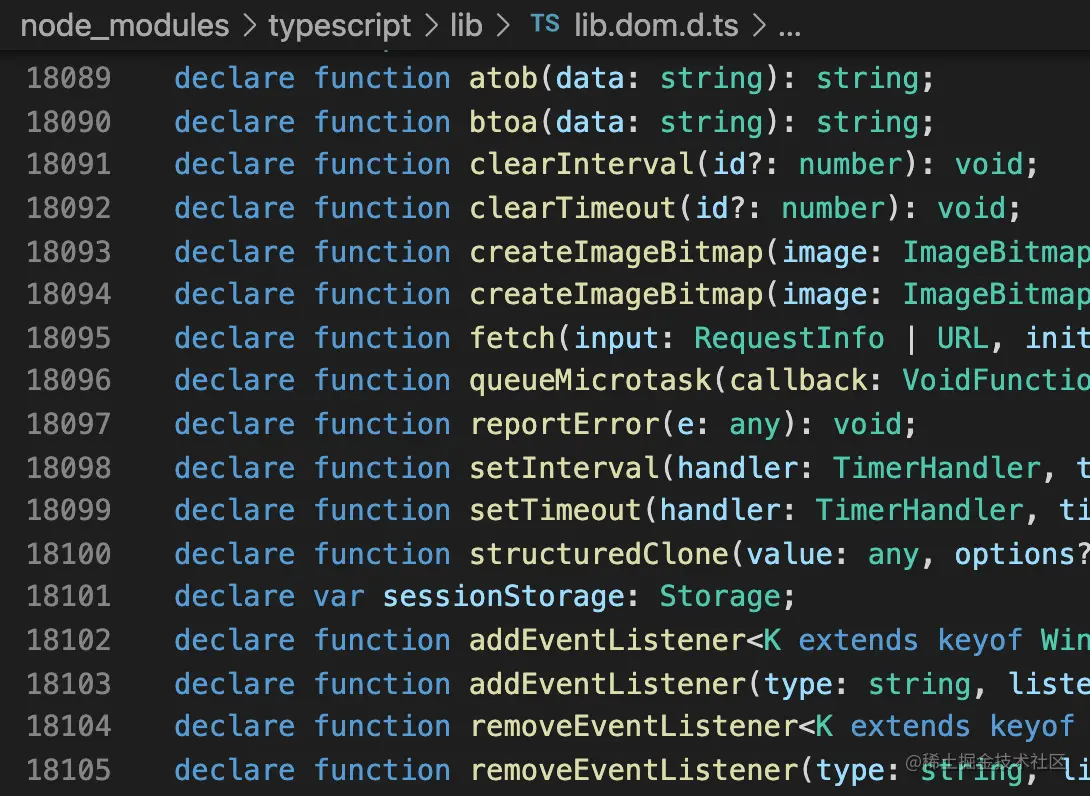 node_modules > typescript > lib > TS lib.dom.d.ts > ...
18089 declare function atob(data: string): string;
18090 declare function btoa(data: string): string;
18091 declare function clearInterval(id?: number): void;
18092 declare function clearTimeout(id?: number): void;
18093 declare function createImageBitmap(image: ImageBitmap
18094 declare function createImageBitmap(image: ImageBitmap
18095 declare function fetch(input: RequestInfo | URL, init
18096 declare function queueMicrotask(callback: VoidFunctio
18097 declare function reportError(e: any): void;
18098 declare function setInterval(handler: TimerHandler, t
18099 declare function setTimeout(handler: TimerHandler, ti
18100 declare function structuredClone(value: any, options?
18101 declare var sessionStorage: Storage;
18102 declare function addEventListener<K extends keyof Win
18103 declare function addEventListener(type: string, liste
18104 declare function removeEventListener<K extends keyof
18105 declare function removeEventListener(type: string, li
@稀土掘金技术社区